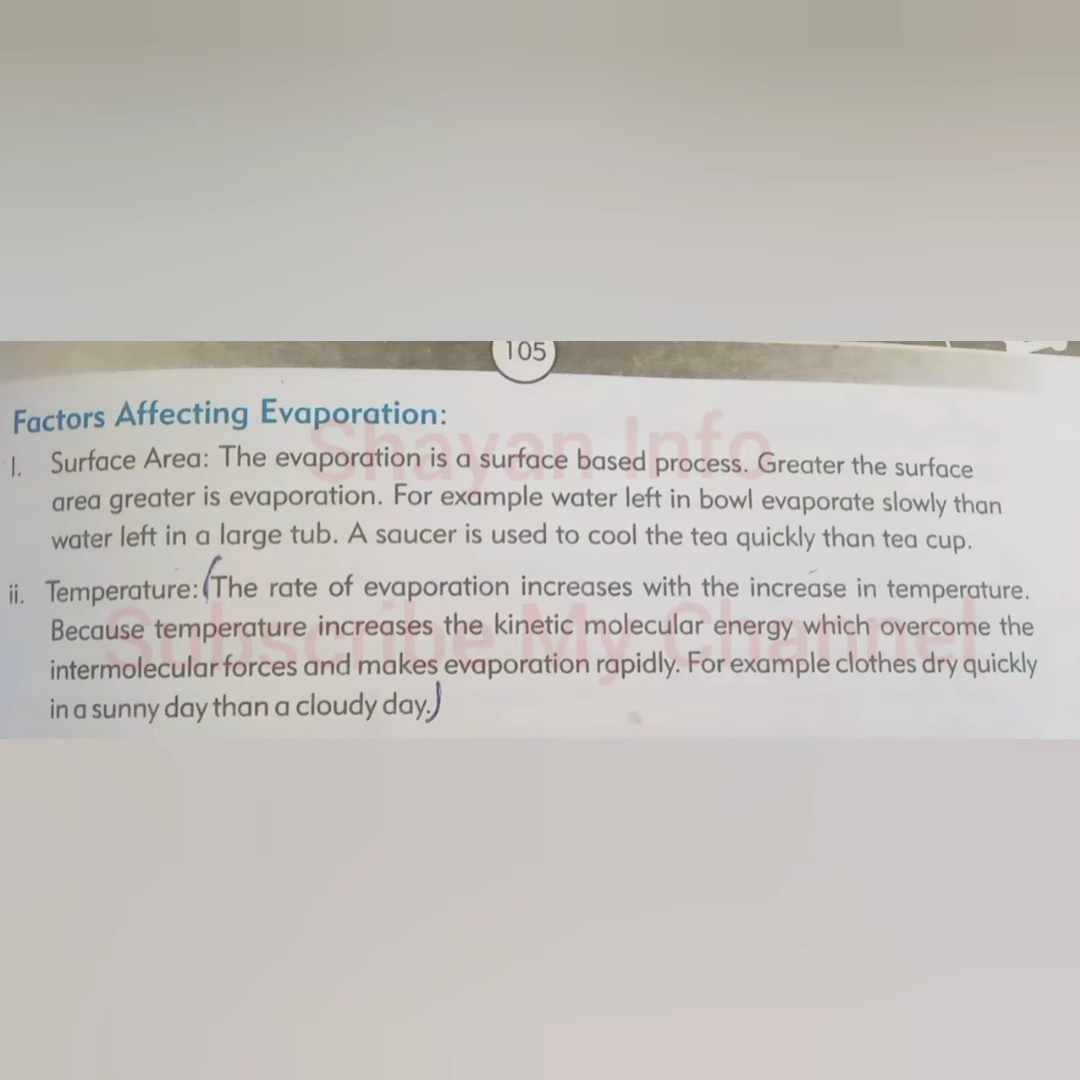 105
Factors Affecting Evaporation:
I. Surface Area: The evaporation is a surface based process. Greater the surface
area greater is evaporation. For example water left in bowl evaporate slowly than
water left in a large tub. A saucer is used to cool the tea quickly than tea cup.
ii. Temperature: (The rate of evaporation increases with the increase in temperature.
Because temperature increases the kinetic molecular energy which overcome the
intermolecular forces and makes evaporation rapidly. For example clothes dry quickly
in a sunny day than a cloudy day.)
Shayan Info
Subscribe My Channel